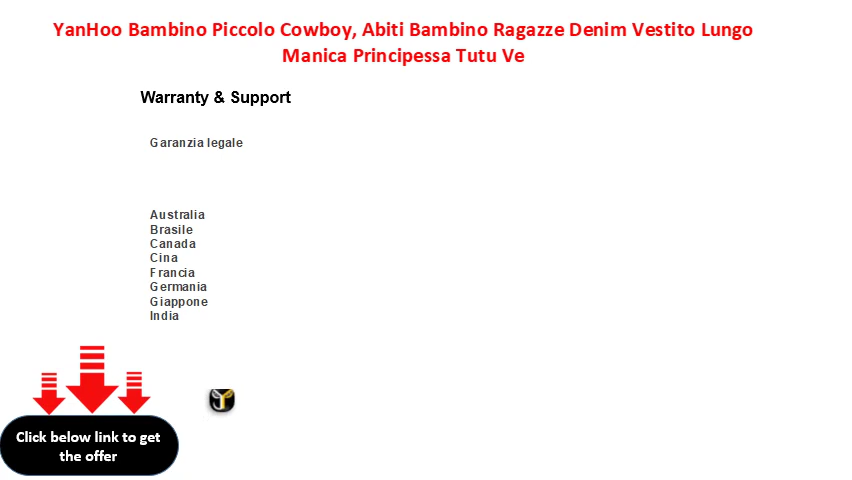 YanHoo Bambino Piccolo Cowboy, Abiti Bambino Ragazze Denim Vestito Lungo
Manica Principessa Tutu Ve
Warranty & Support
Garanzia legale
Australia
Brasile
Canada
Cina
Francia
Germania
Giappone
India
Click below link to get
the offer